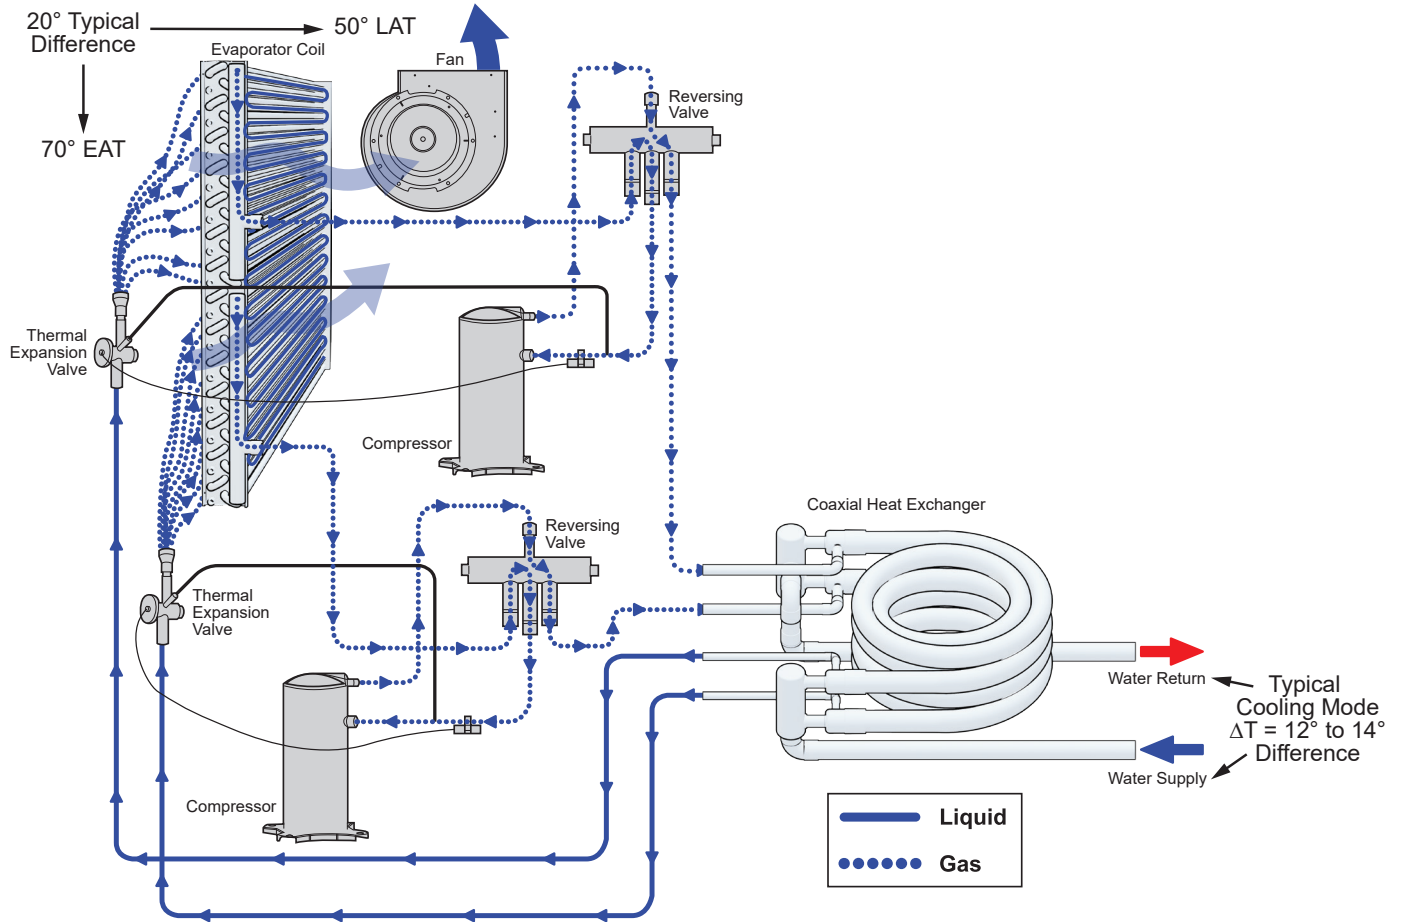 20° Typical
Difference
50° LAT
Evaporator Coil
Fan
70° EAT
Reversing
Valve
Thermal
Expansion
Valve
Compressor
Reversing
Valve
Coaxial Heat Exchanger
Thermal
Expansion
Valve
Compressor
Water Return
Typical
Cooling Mode
ΔT = 12° to 14°
Difference
Water Supply
Liquid
Gas